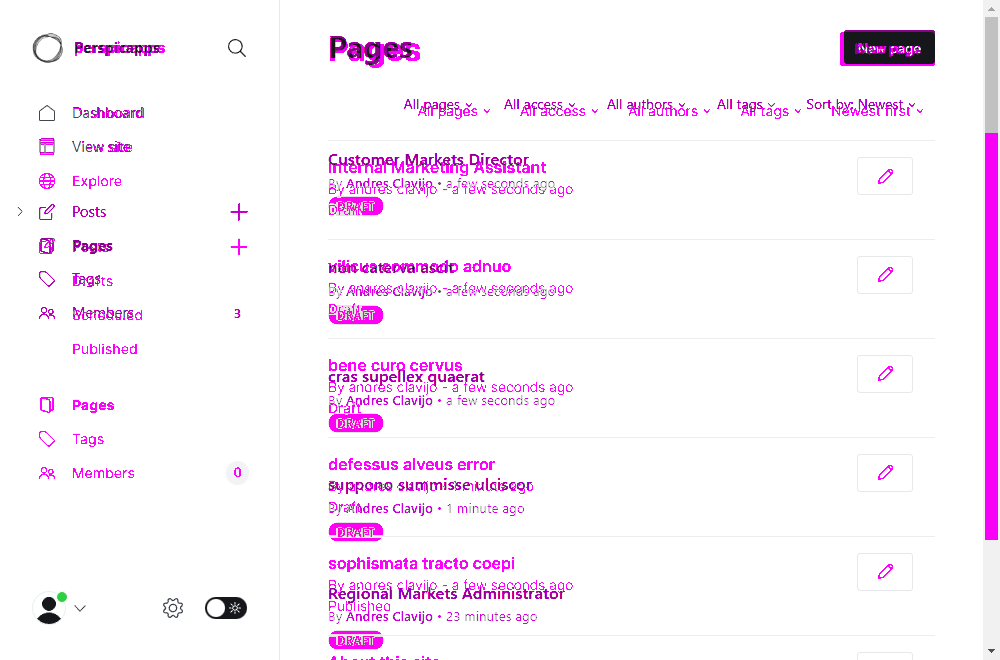 Perspicapps
Dashboard
View site
Explore
Posts
Pages
Tags
Drafts
Members 3
Scheduled
Published
Pages
Tags
Members 0
Pages
New page
All pages All access All authors All tags Sort by: Newest
All pages All access All authors All tags Newest first
Customer Markets Director
Internal Marketing Assistant
By Andres Clavijo • a few seconds ago
By andres clavijo - a few seconds ago
DRAFT
Draft
vilicus commodo adnuo
non caterva ascit
By andres clavijo - a few seconds ago
By Andres Clavijo • a few seconds ago
Draft
DRAFT
bene curo cervus
cras supellex quaerat
By andres clavijo - a few seconds ago
By Andres Clavijo • a few seconds ago
Draft
DRAFT
defessus alveus error
suppono summisse ulciscor
Draft
By Andres Clavijo • 1 minute ago
DRAFT
sophismata tracto coepi
By andres clavijo - a few seconds ago
Regional Markets Administrator
Published
By Andres Clavijo • 23 minutes ago
DRAFT
About this site